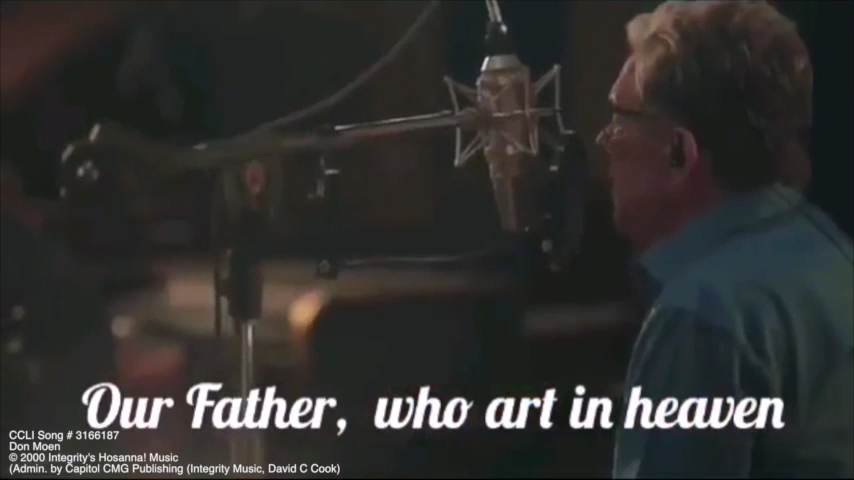 Our Father, who art in heaven
CCLI Song # 3166187
Don Moen
© 2000 Integrity's Hosanna! Music
(Admin. by Capitol CMG Publishing (Integrity Music, David C Cook)